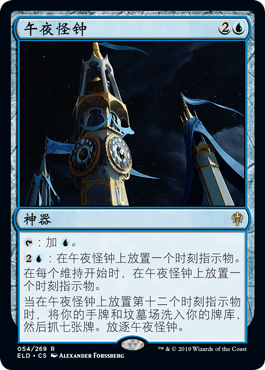 午夜怪钟 2
神器
:加。
2:在午夜怪钟上放置一个时刻指示物。
在每个维持开始时,在午夜怪钟上放置一
个时刻指示物。
当在午夜怪钟上放置第十二个时刻指示物
时,将你的手牌和坟墓场洗入你的牌库,
然后抓七张牌。放逐午夜怪钟。
054/269 R
ELD • CS ALEXANDER FORSSBERG
™ & © 2019 Wizards of the Coast